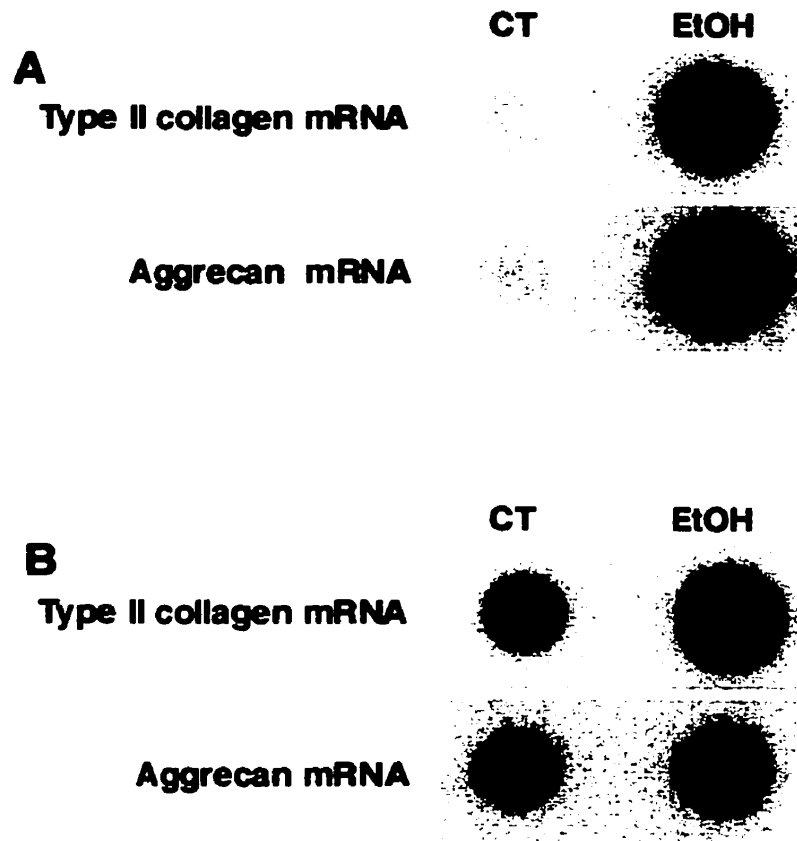 CT EtOH
A
Type II collagen mRNA
Aggrecan mRNA
CT EtOH
B
Type II collagen mRNA
Aggrecan mRNA